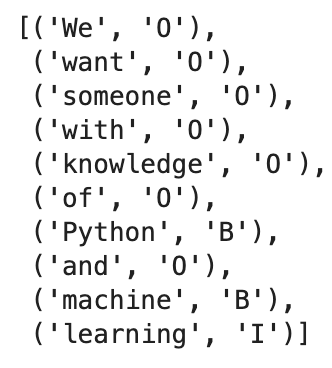 [('We', 'O'),
('want', 'O'),
('someone', 'O'),
('with', 'O'),
('knowledge', 'O'),
('of', 'O'),
('Python', 'B'),
('and', 'O'),
('machine', 'B'),
('learning', 'I')]